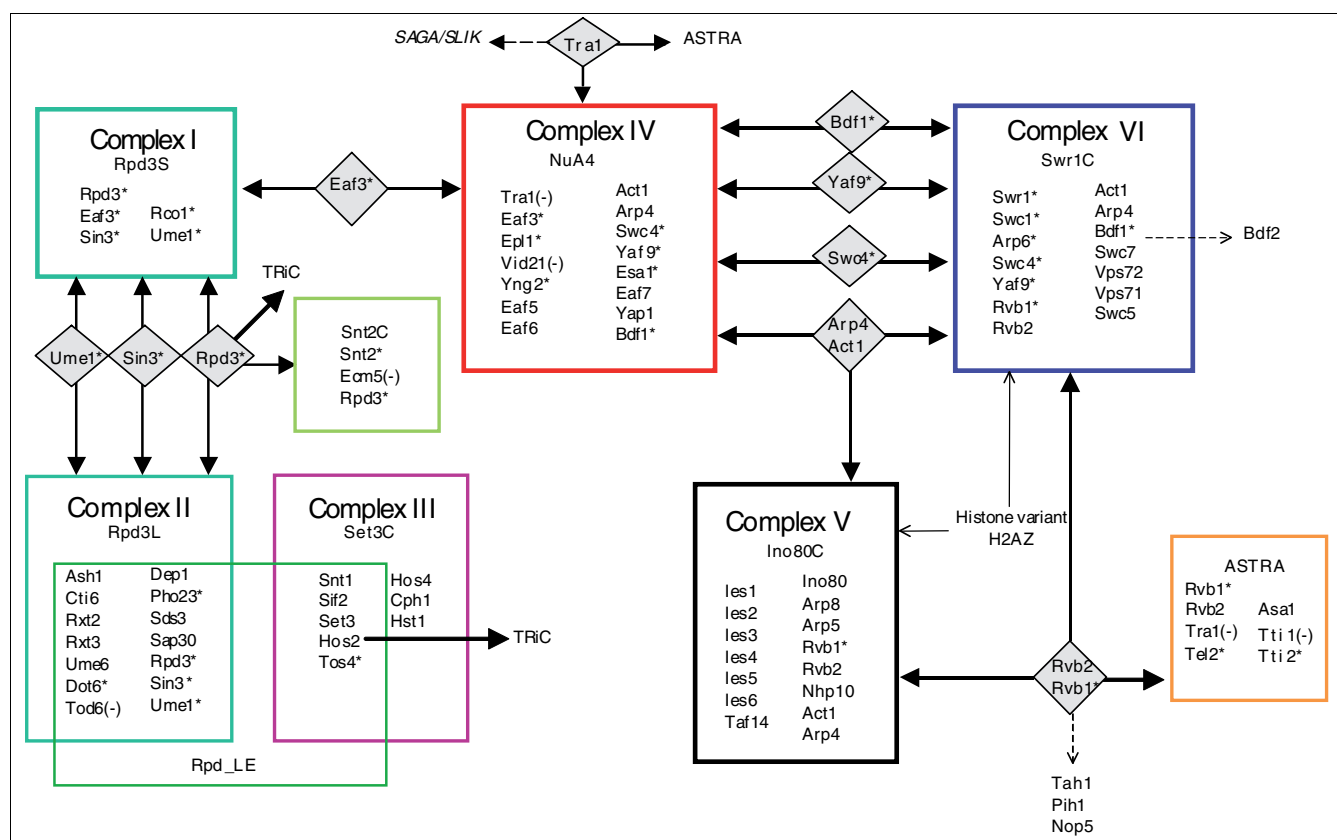 SAGA/SLIK
Tra1
ASTRA
Complex I
Rpd3S
Rpd3*
Eaf3*
Sin3*
Rco1*
Ume1*
Eaf3*
Complex IV
NuA4
Tra1(-)
Eaf3*
Epl1*
Vid21(-)
Yng2*
Eaf5
Eaf6
Act1
Arp4
Swc4*
Yaf9*
Esa1*
Eaf7
Yap1
Bdf1*
Bdf1*
Yaf9*
Swc4*
Arp4
Act1
Complex VI
Swr1C
Swr1*
Swc1*
Arp6*
Swc4*
Yaf9*
Rvb1*
Rvb2
Act1
Arp4
Bdf1*
Swc7
Vps72
Vps71
Swc5
Bdf2
TRiC
Ume1*
Sin3*
Rpd3*
Snt2C
Snt2*
Ecm5(-)
Rpd3*
Complex II
Rpd3L
Ash1
Cti6
Rxt2
Rxt3
Ume6
Dot6*
Tod6(-)
Dep1
Pho23*
Sds3
Sap30
Rpd3*
Sin3*
Ume1*
Complex III
Set3C
Snt1
Sif2
Set3
Hos2
Tos4*
Hos4
Cph1
Hst1
TRiC
Rpd_LE
Complex V
Ino80C
Ies1
Ies2
Ies3
Ies4
Ies5
Ies6
Taf14
Ino80
Arp8
Arp5
Rvb1*
Rvb2
Nhp10
Act1
Arp4
Histone variant
H2AZ
Rvb2
Rvb1*
ASTRA
Rvb1*
Rvb2
Tra1(-)
Tel2*
Asa1
Tti1(-)
Tti2*
Tah1
Pih1
Nop5